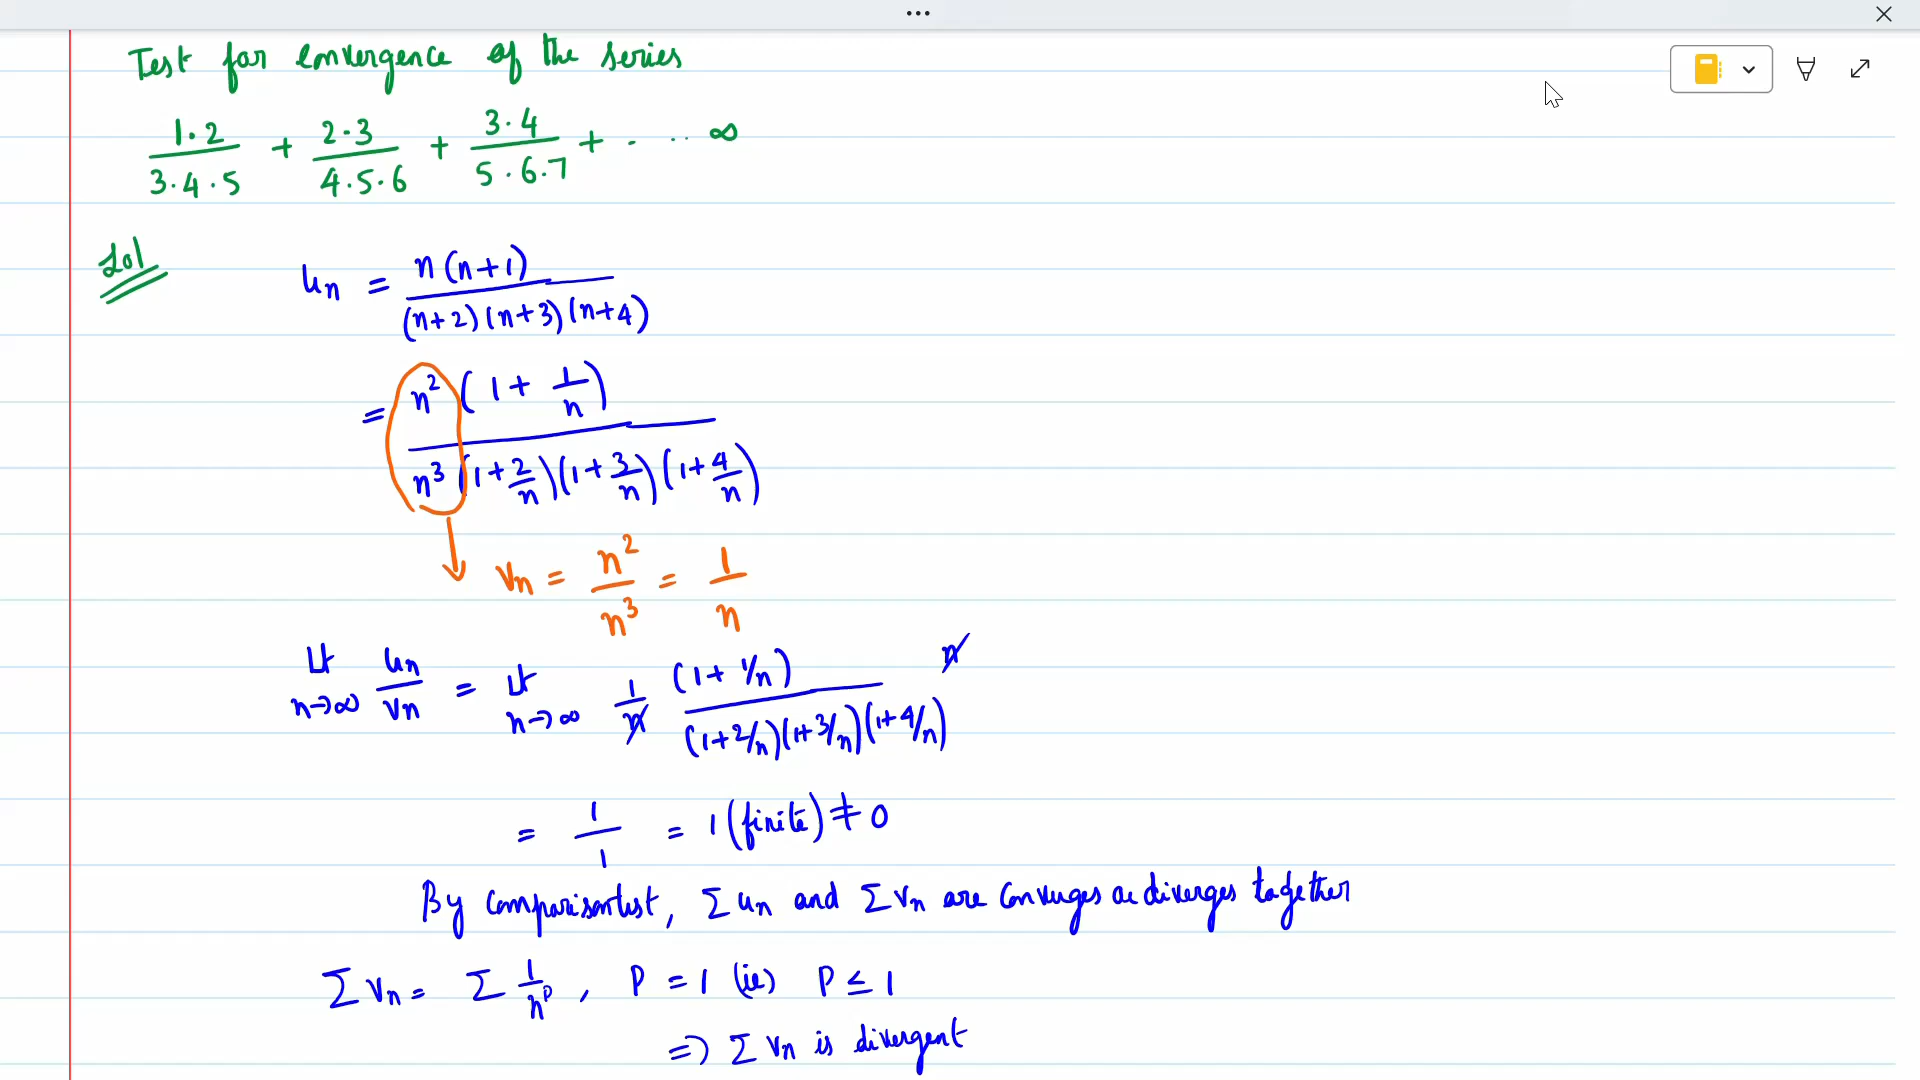 Test for convergence of the series
1·2/3·4·5 + 2·3/4·5·6 + 3·4/5·6·7 + · ·· ∞
Sol
un = n(n+1)/(n+2)(n+3)(n+4)
= n²(1 + 1/n)/n³(1+2/n)(1+3/n)(1+4/n)
vn = n²/n³ = 1/n
Lt n→∞ un/vn = Lt n→∞ 1/n (1+1/n)/(1+2/n)(1+3/n)(1+4/n) n
= 1/1 = 1 (finite) ≠ 0
By comparison test, Σ un and Σ vn are converges or diverges together
Σ vn = Σ 1/n^p, P = 1 (ie) P ≤ 1
=> Σ vn is divergent